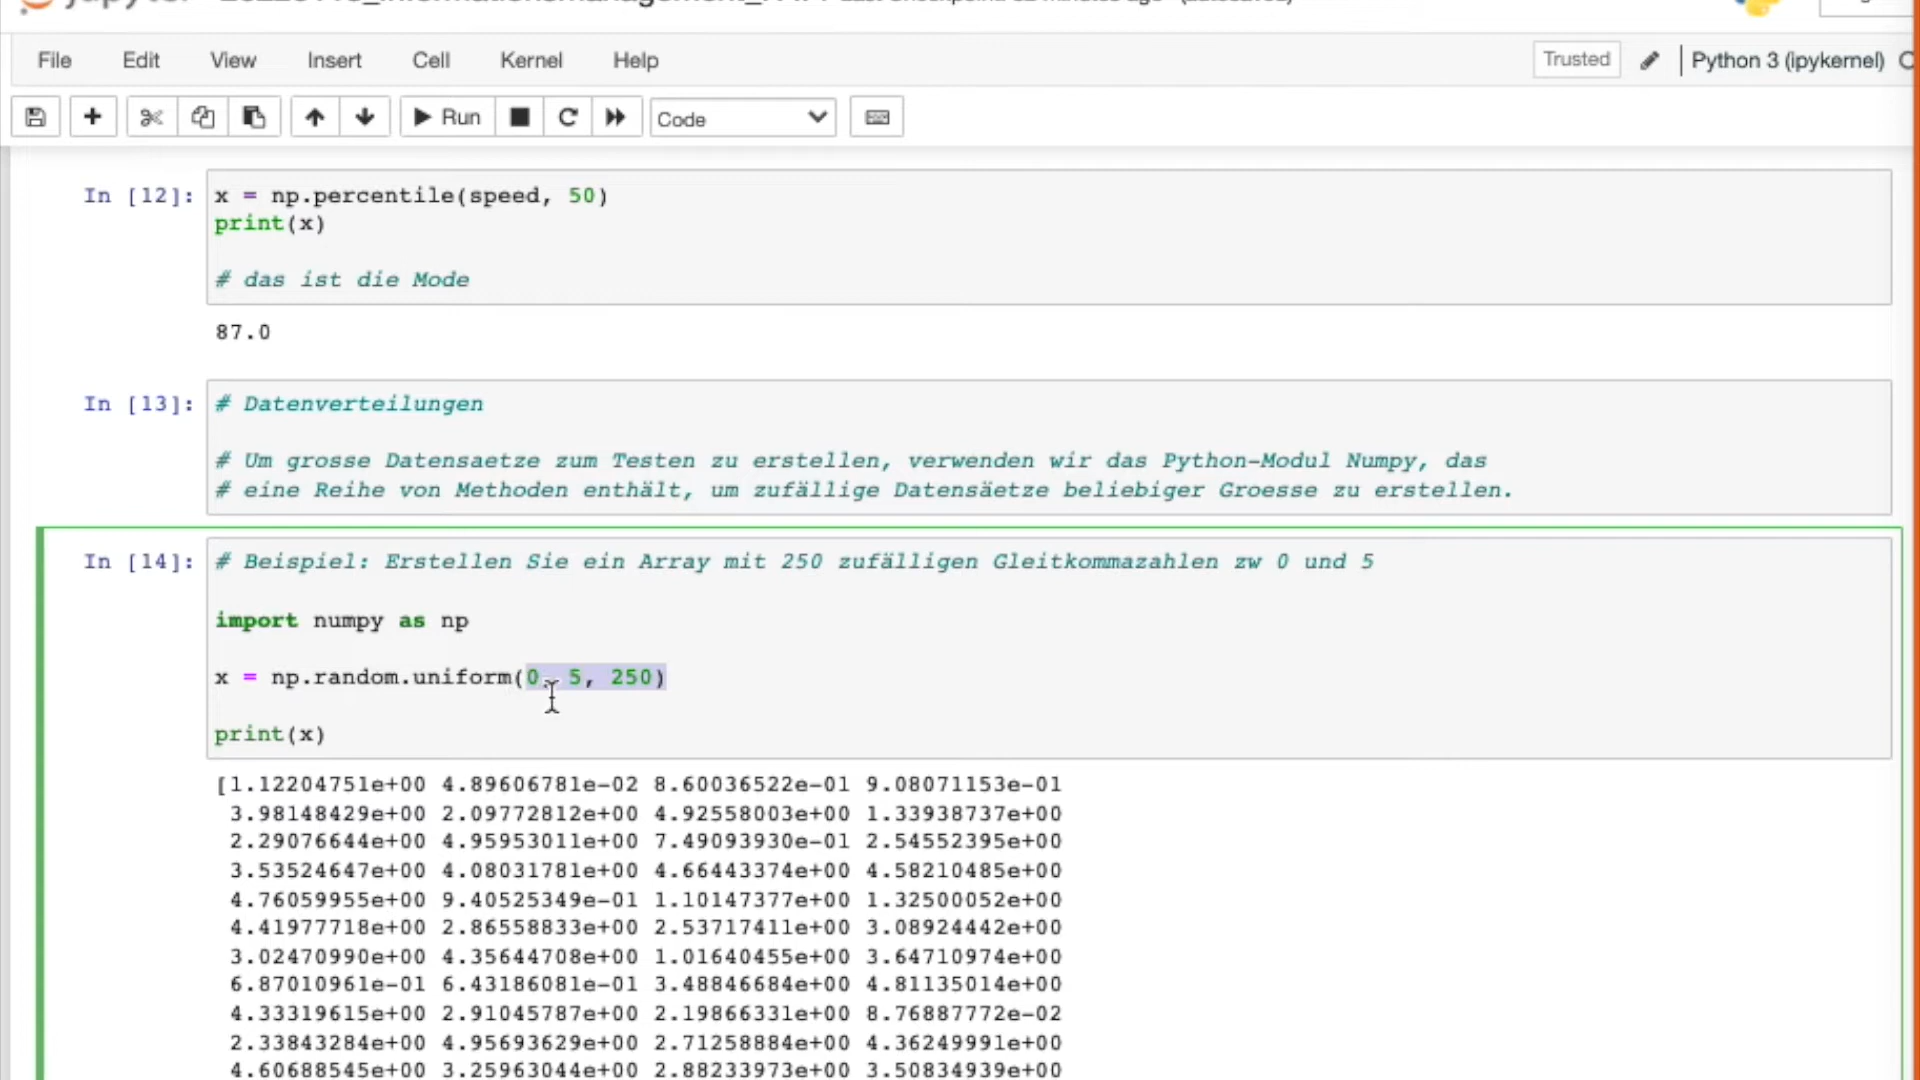 File Edit View Insert Cell Kernel Help Trusted Python 3 (ipykernel)
Run Code
In [12]: x = np.percentile(speed, 50)
print(x)
# das ist die Mode
87.0
In [13]: # Datenverteilungen
# Um grosse Datensaetze zum Testen zu erstellen, verwenden wir das Python-Modul Numpy, das
# eine Reihe von Methoden enthält, um zufällige Datensäetze beliebiger Groesse zu erstellen.
In [14]: # Beispiel: Erstellen Sie ein Array mit 250 zufälligen Gleitkommazahlen zw 0 und 5
import numpy as np
x = np.random.uniform(0, 5, 250)
print(x)
[1.12204751e+00 4.89606781e-02 8.60036522e-01 9.08071153e-01
3.98148429e+00 2.09772812e+00 4.92558003e+00 1.33938737e+00
2.29076644e+00 4.95953011e+00 7.49093930e-01 2.54552395e+00
3.53524647e+00 4.08031781e+00 4.66443374e+00 4.58210485e+00
4.76059955e+00 9.40525349e-01 1.10147377e+00 1.32500052e+00
4.41977718e+00 2.86558833e+00 2.53717411e+00 3.08924442e+00
3.02470990e+00 4.35644708e+00 1.01640455e+00 3.64710974e+00
6.87010961e-01 6.43186081e-01 3.48846684e+00 4.81135014e+00
4.33319615e+00 2.91045787e+00 2.19866331e+00 8.76887772e-02
2.33843284e+00 4.95693629e+00 2.71258884e+00 4.36249991e+00
4.60688545e+00 3.25963044e+00 2.88233973e+00 3.50834939e+00